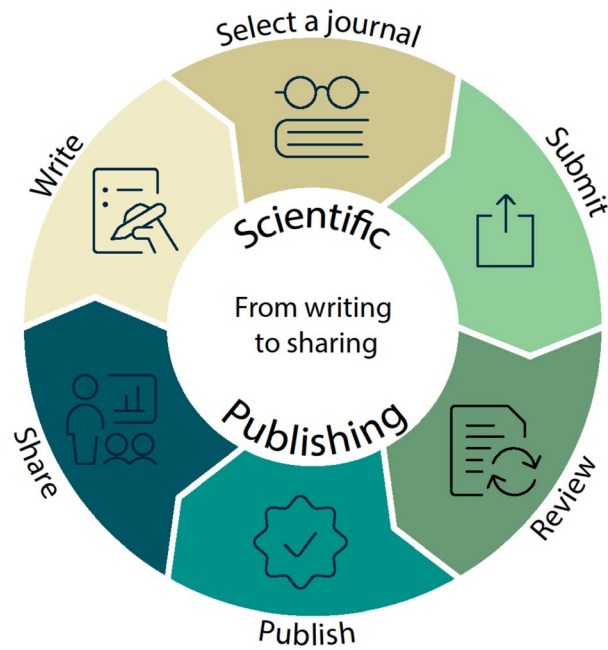 Select a journal
Submit
Review
Publish
Share
Write
Scientific
From writing
to sharing
Publishing